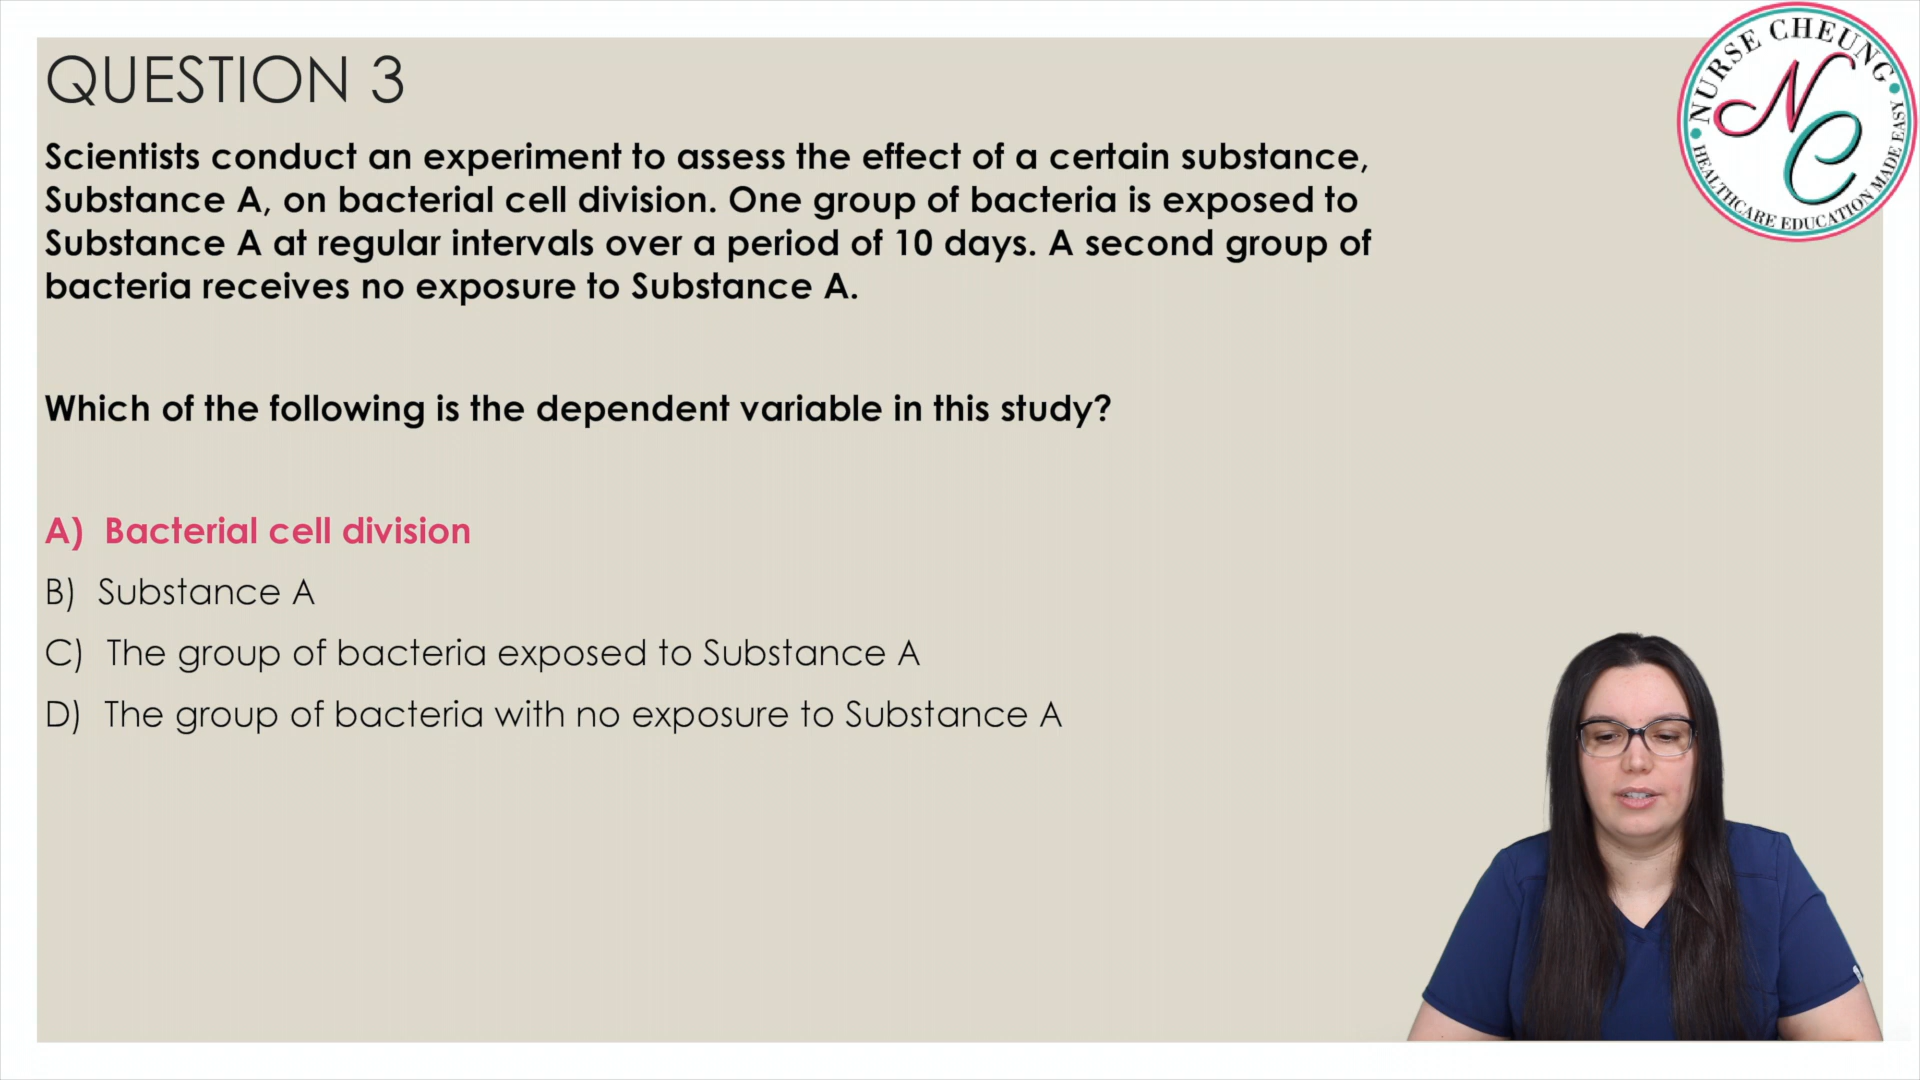 QUESTION 3
Scientists conduct an experiment to assess the effect of a certain substance,
Substance A, on bacterial cell division. One group of bacteria is exposed to
Substance A at regular intervals over a period of 10 days. A second group of
bacteria receives no exposure to Substance A.
Which of the following is the dependent variable in this study?
A) Bacterial cell division
B) Substance A
C) The group of bacteria exposed to Substance A
D) The group of bacteria with no exposure to Substance A
NURSE CHEUNG
NC
HEALTHCARE EDUCATION MADE EASY